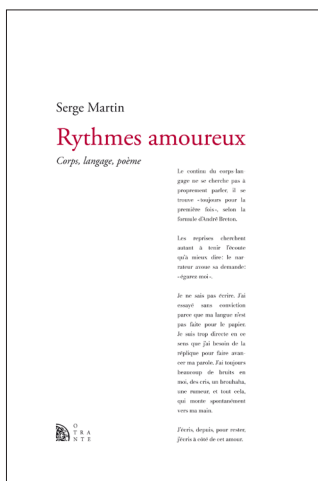 Serge Martin
Rythmes amoureux
Corps, langage, poème
Le continu du corps-lan-
gage ne se cherche pas à
proprement parler, il se
trouve «toujours pour la
première fois», selon la
formule d'André Breton.
Les reprises cherchent
autant à tenir l'écoute
qu'à mieux dire: le nar-
rateur avoue sa demande:
«égarez moi».
Je ne sais pas écrire. J'ai
essayé sans conviction
parce que ma langue n'est
pas faite pour le papier.
Je suis trop directe en ce
sens que j'ai besoin de la
réplique pour faire avan-
cer ma parole. J'ai toujours
beaucoup de bruits en
moi, des cris, un brouhaha,
une rumeur, et tout cela,
qui monte spontanément
vers ma main.
J'écris, depuis, pour rester,
j'écris à côté de cet amour.
O
T R A
N T E